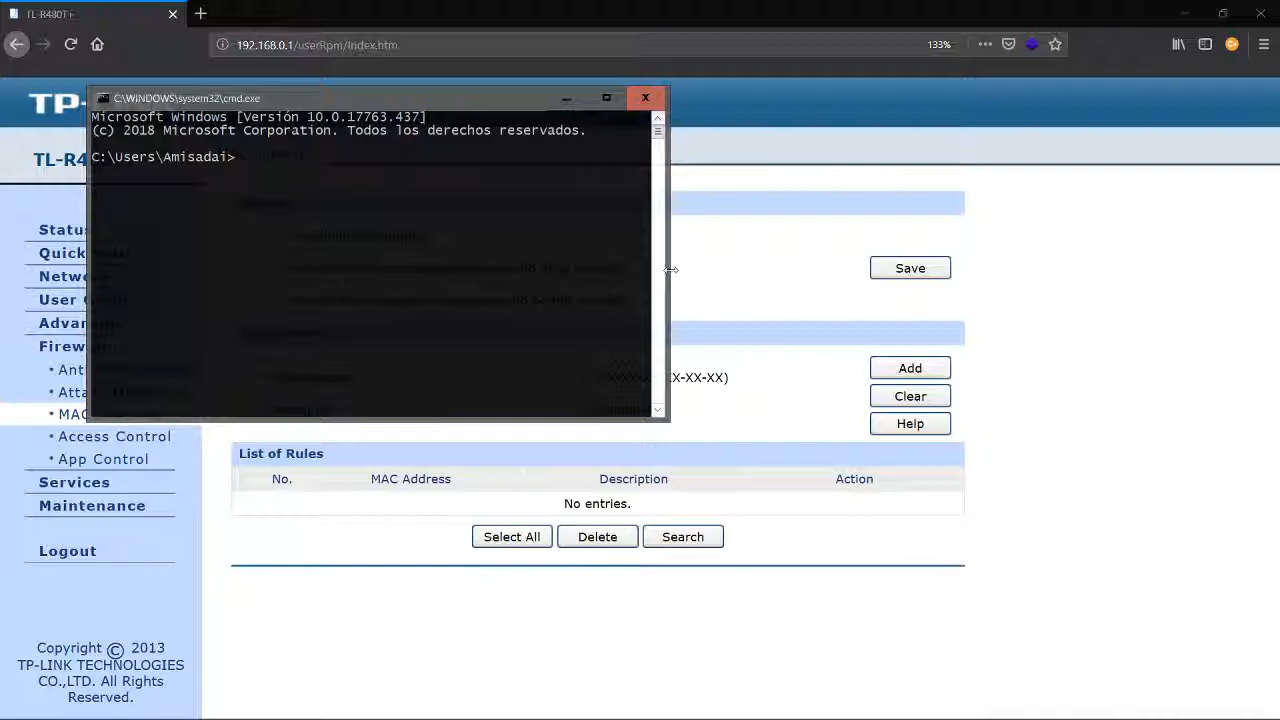 TL-R480T+
192.168.0.1/userRpm/Index.htm
133%
TP-
C:\WINDOWS\system32\cmd.exe
Microsoft Windows [Versión 10.0.17763.437]
(c) 2018 Microsoft Corporation. Todos los derechos reservados.
C:\Users\Amisadai>
TL-R4
Status
Quick
Netw
User G
Advan
Firew
• Ant
• Atta
• MAC
• Access Control
• App Control
Services
Maintenance
Logout
Save
X-XX-XX)
Add
Clear
Help
List of Rules
No. MAC Address Description Action
No entries.
Select All Delete Search
Copyright © 2013
TP-LINK TECHNOLOGIES
CO.,LTD. All Rights
Reserved.